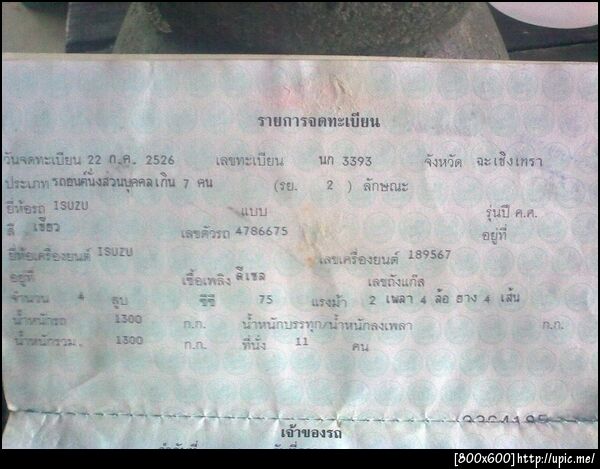 รายการจดทะเบียน
วันจดทะเบียน 22 ก.ค. 2526 เลขทะเบียน นก 3393 จังหวัด ฉะเชิงเทรา
ประเภท รถยนต์นั่งส่วนบุคคลเกิน 7 คน (รย. 2 ) ลักษณะ
ยี่ห้อรถ ISUZU แบบ รุ่นปี ค.ศ.
สี เขียว เลขตัวรถ 4786675 อยู่ที่
ยี่ห้อเครื่องยนต์ ISUZU เลขเครื่องยนต์ 189567
อยู่ที่ เชื้อเพลิง ดีเซล เลขถังแก๊ส
จำนวน 4 สูบ ซีซี 75 แรงม้า 2 เพลา 4 ล้อ ยาง 4 เส้น
น้ำหนักรถ 1300 ก.ก. น้ำหนักบรรทุก/น้ำหนักลงเพลา ก.ก.
น้ำหนักรวม 1300 ก.ก. ที่นั่ง 11 คน
เจ้าของรถ
[800x600]http://upic.me/